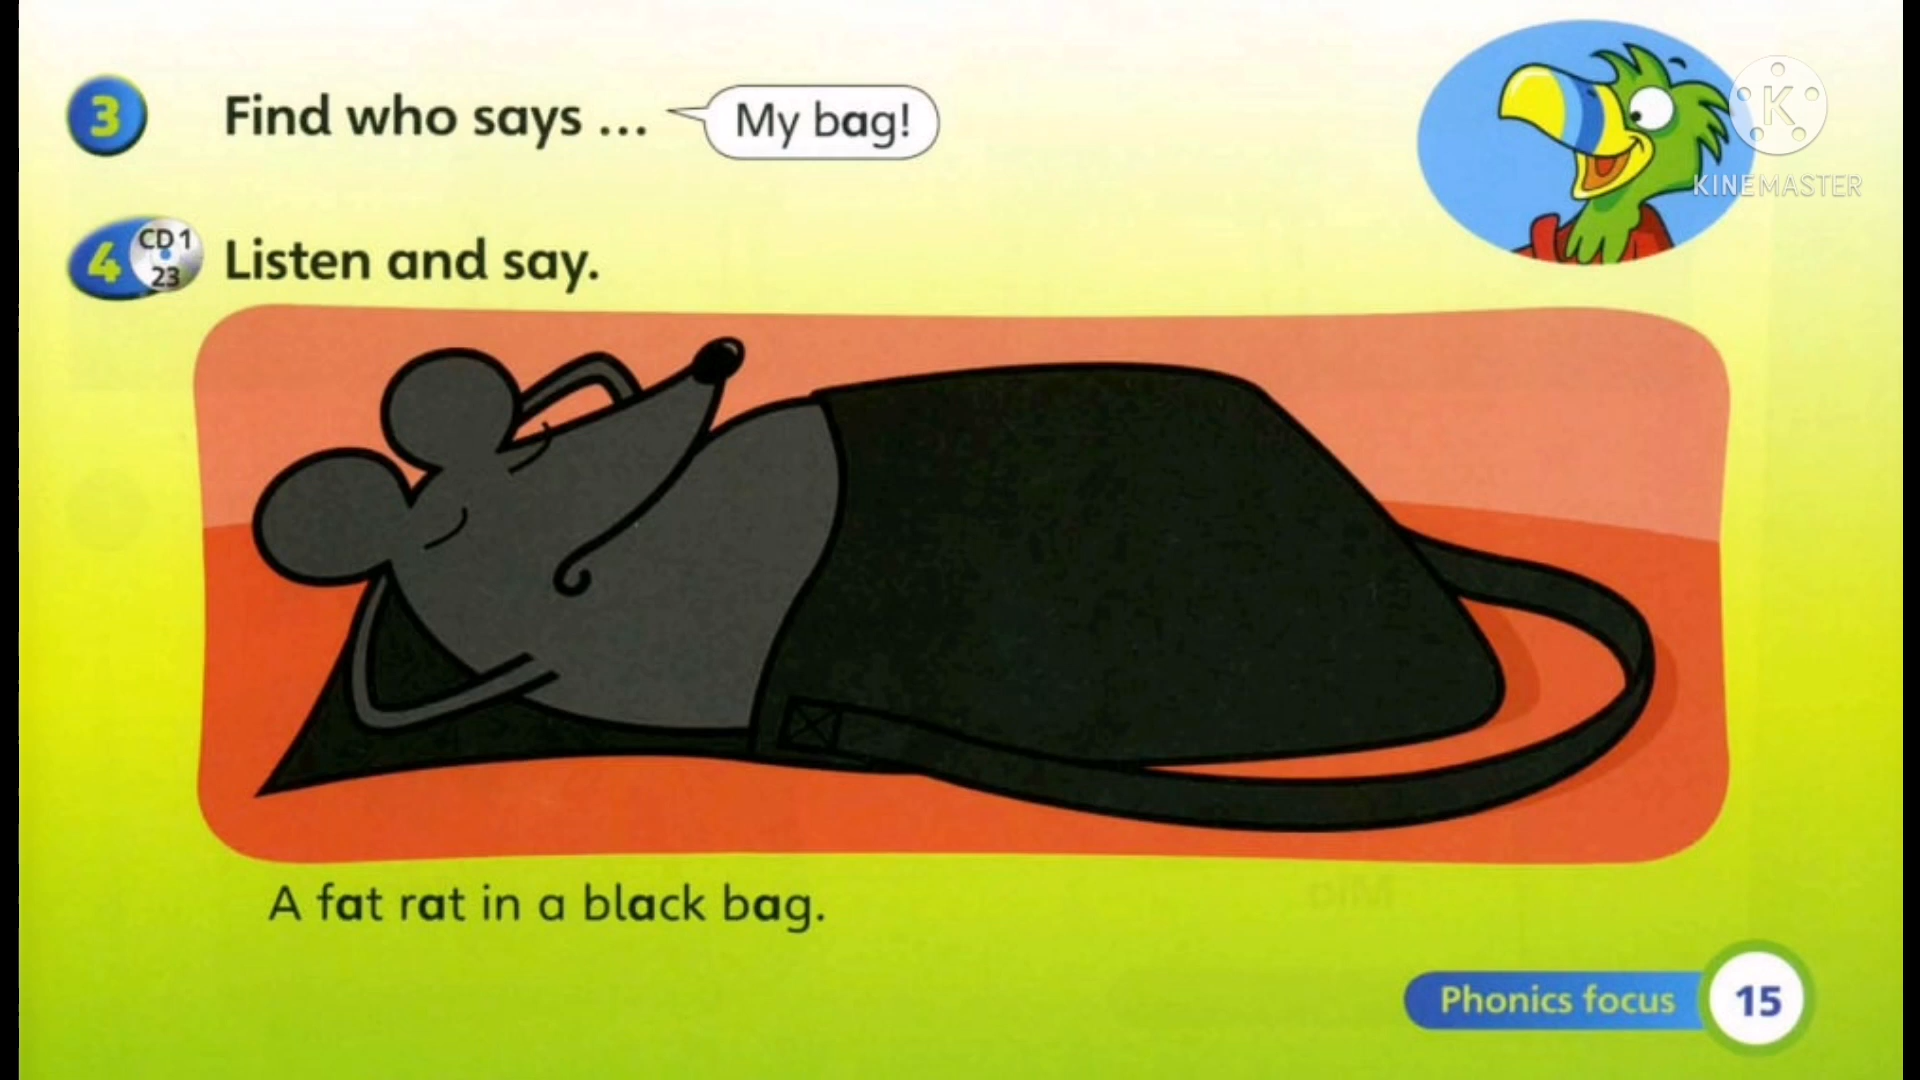 3 Find who says ... My bag!
K
KINEMASTER
4 CD 1 23 Listen and say.
A fat rat in a black bag.
Phonics focus 15